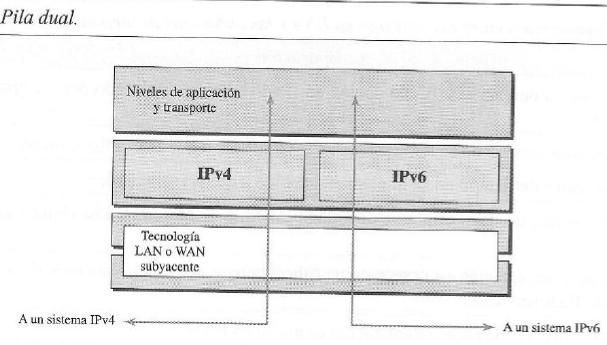 Pila dual.
Niveles de aplicación
y transporte
IPv4
IPv6
Tecnología
LAN o WAN
subyacente
A un sistema IPv4
A un sistema IPv6